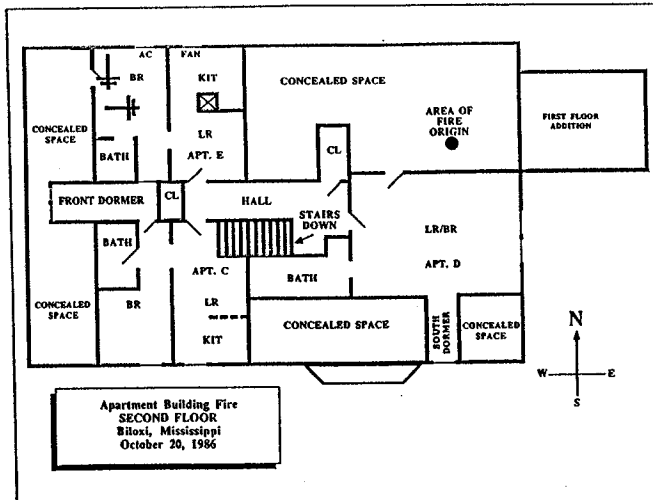 AC
FAN
BR
KIT
CONCEALED SPACE
CONCEALED
SPACE
AREA OF
FIRE
ORIGIN
FIRST FLOOR
ADDITION
LR
APT. E
CL
BATH
FRONT DORMER
CL
HALL
STAIRS
DOWN
BATH
APT. C
LR/BR
APT. D
BATH
BR
LR
KIT
CONCEALED
SPACE
CONCEALED SPACE
SOUTH
DORMER
CONCEALED
SPACE
N
W
E
S
Apartment Building Fire
SECOND FLOOR
Biloxi, Mississippi
October 20, 1986